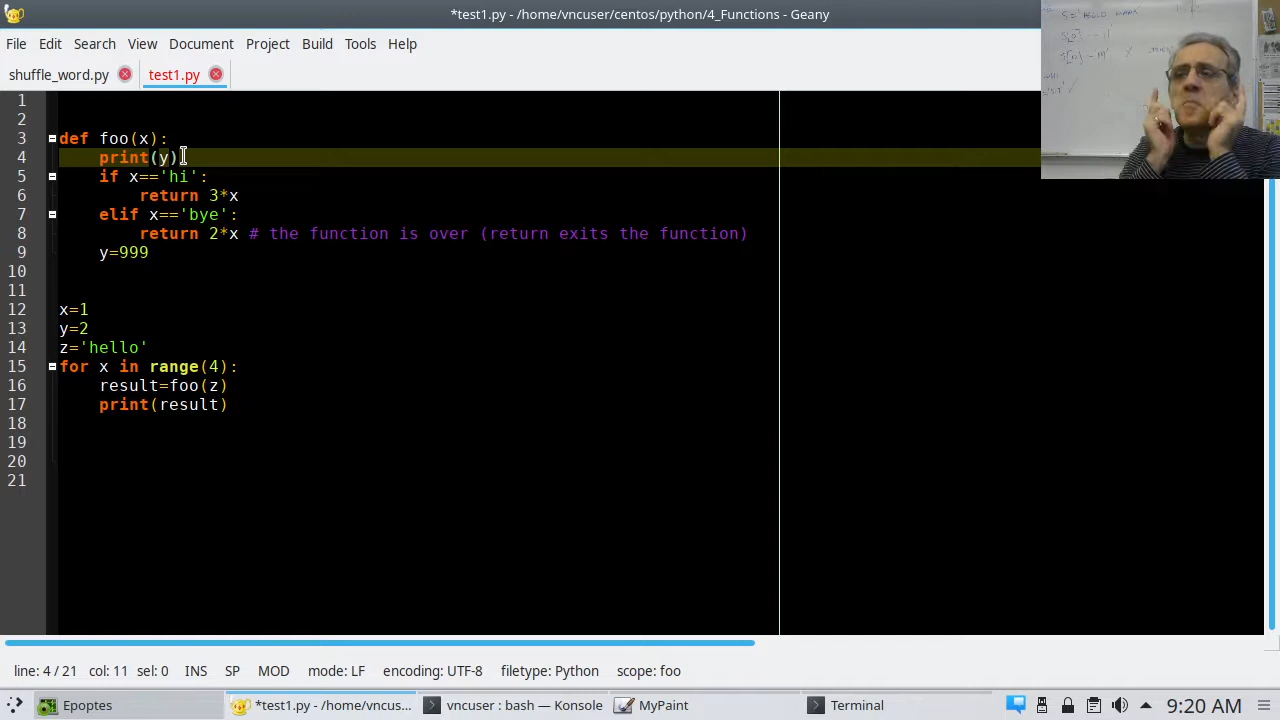 *test1.py - /home/vncuser/centos/python/4_Functions - Geany
File Edit Search View Document Project Build Tools Help
shuffle_word.py test1.py
1
2
3 def foo(x):
4 print(y)
5 if x=='hi':
6 return 3*x
7 elif x=='bye':
8 return 2*x # the function is over (return exits the function)
9 y=999
10
11
12 x=1
13 y=2
14 z='hello'
15 for x in range(4):
16 result=foo(z)
17 print(result)
18
19
20
21
line: 4 / 21 col: 11 sel: 0 INS SP MOD mode: LF encoding: UTF-8 filetype: Python scope: foo
Epoptes *test1.py - /home/vncus... vncuser : bash — Konsole MyPaint Terminal 9:20 AM